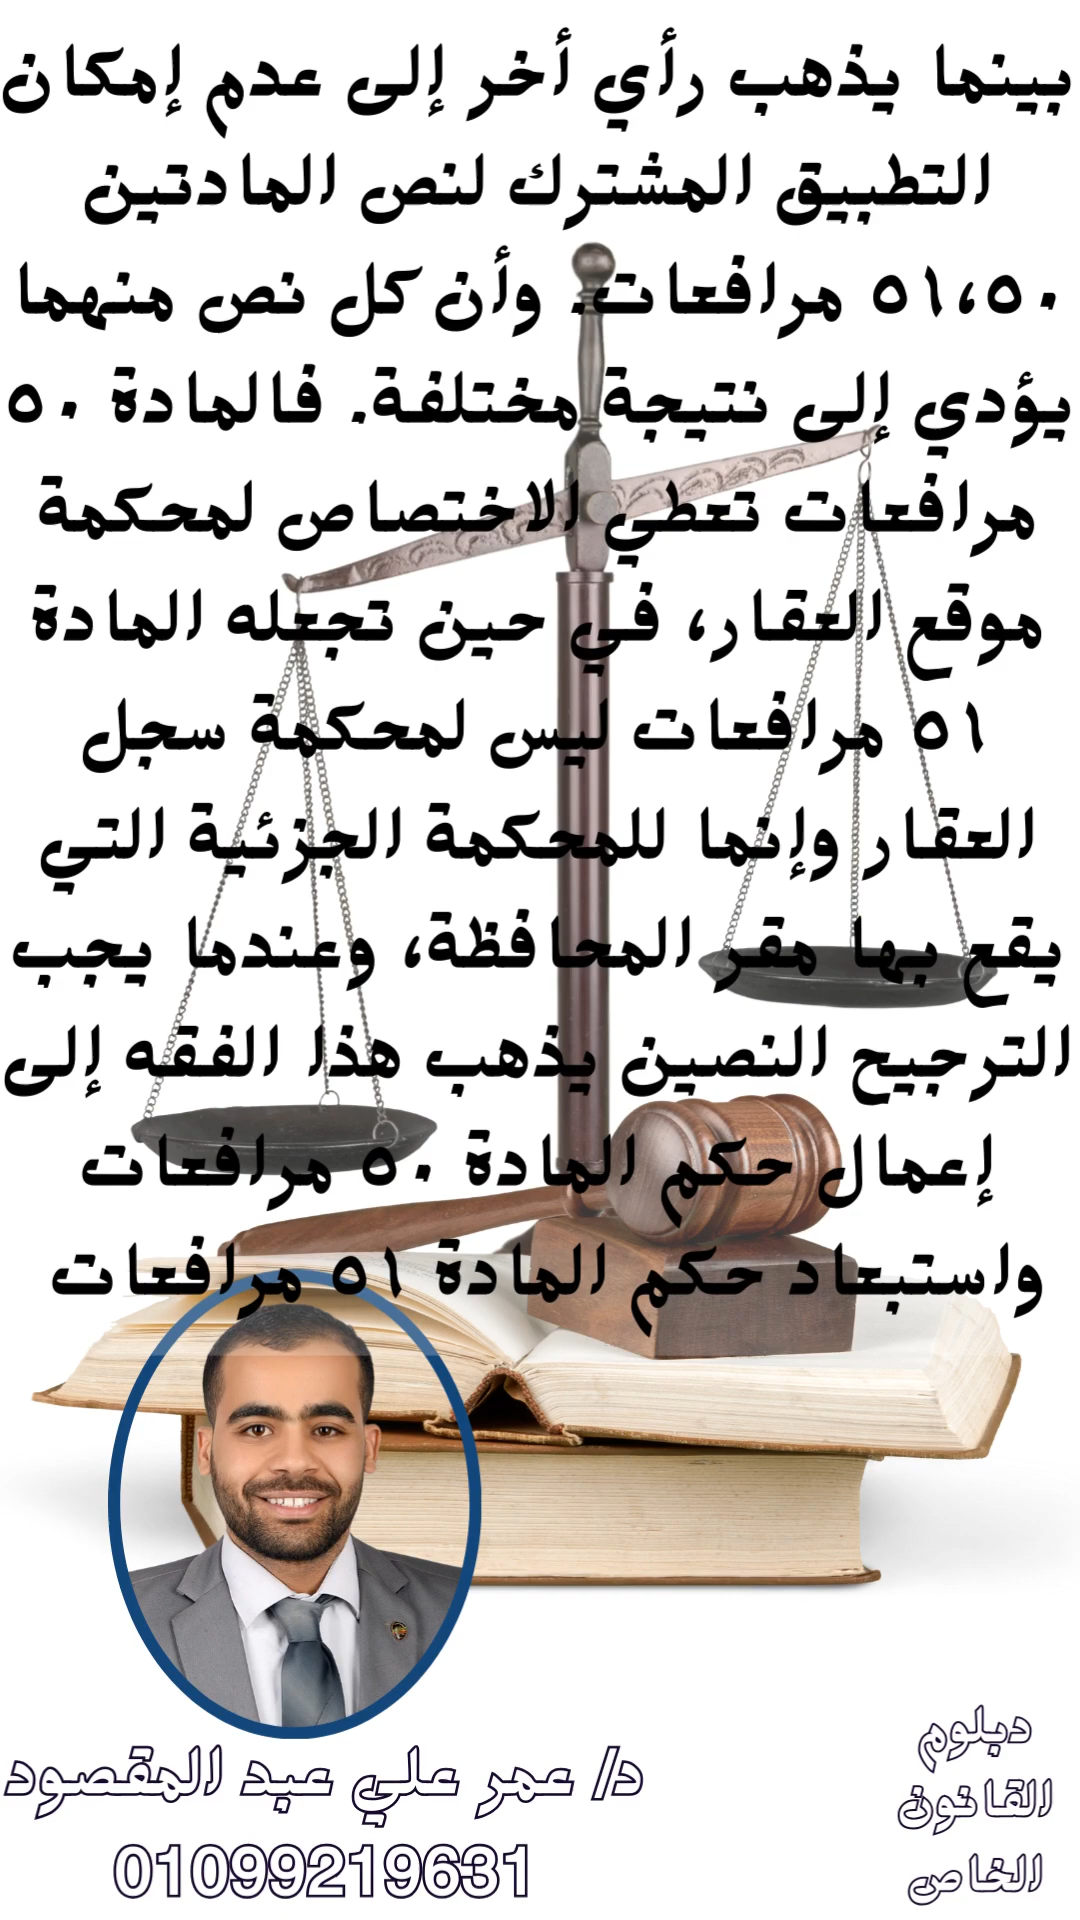 بينما يذهب رأي أخر إلى عدم إمكان
التطبيق المشترك لنص المادتين
٥١،٥٠ مرافعات. وأن كل نص منهما
يؤدي إلى نتيجة مختلفة. فالمادة ٥٠
مرافعات تعطي الاختصاص لمحكمة
موقع العقار، في حين تجعله المادة
٥١ مرافعات ليس لمحكمة سجل
العقار وإنما للمحكمة الجزئية التي
يقع بها مقر المحافظة، وعندما يجب
الترجيح النصين يذهب هذا الفقه إلى
إعمال حكم المادة ٥٠ مرافعات
واستبعاد حكم المادة ٥١ مرافعات
دبلوم
القانون
الخاص
د/ عمر علي عبد المقصود
01099219631